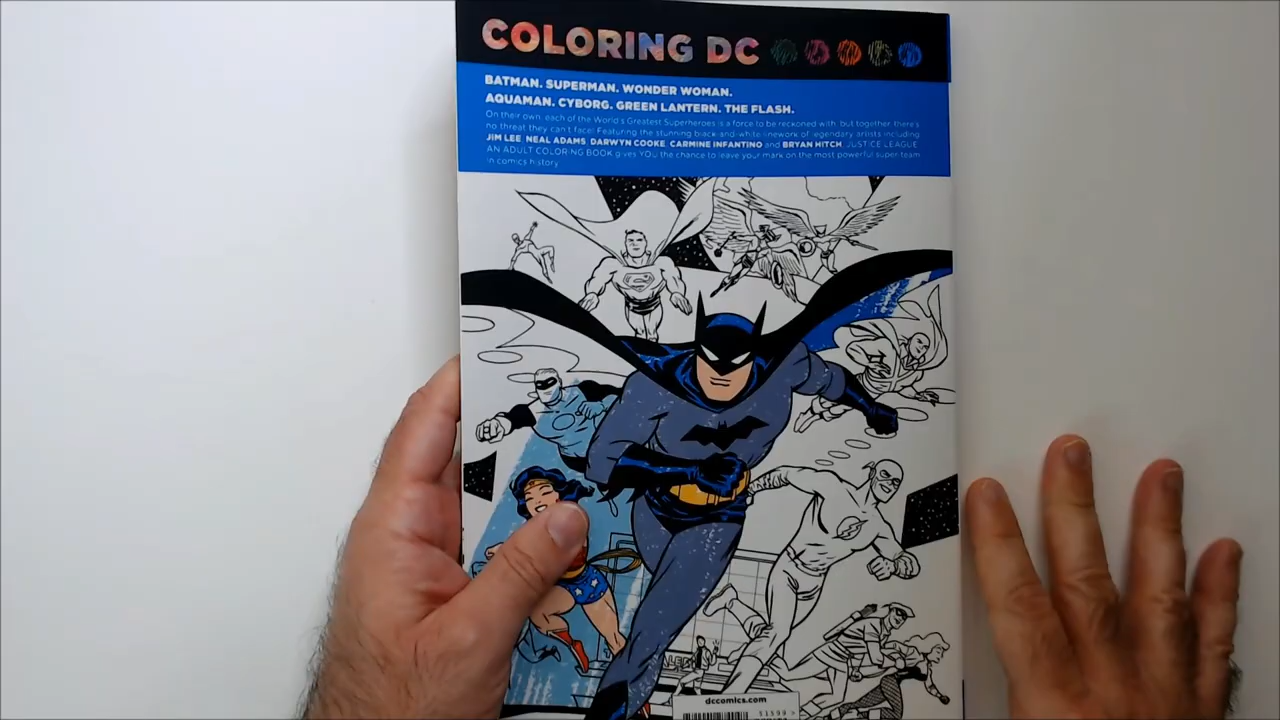 COLORING DC
BATMAN. SUPERMAN. WONDER WOMAN.
AQUAMAN. CYBORG. GREEN LANTERN. THE FLASH.
On their own, each of the World's Greatest Superheroes is a force to be reckoned with, but together, there's
no threat they can't face! Featuring the stunning black-and-white linework of legendary artists including
JIM LEE, NEAL ADAMS, DARWYN COOKE, CARMINE INFANTINO and BRYAN HITCH, JUSTICE LEAGUE:
AN ADULT COLORING BOOK gives YOU the chance to leave your mark on the most powerful super team
in comics history.
dccomics.com
51599>